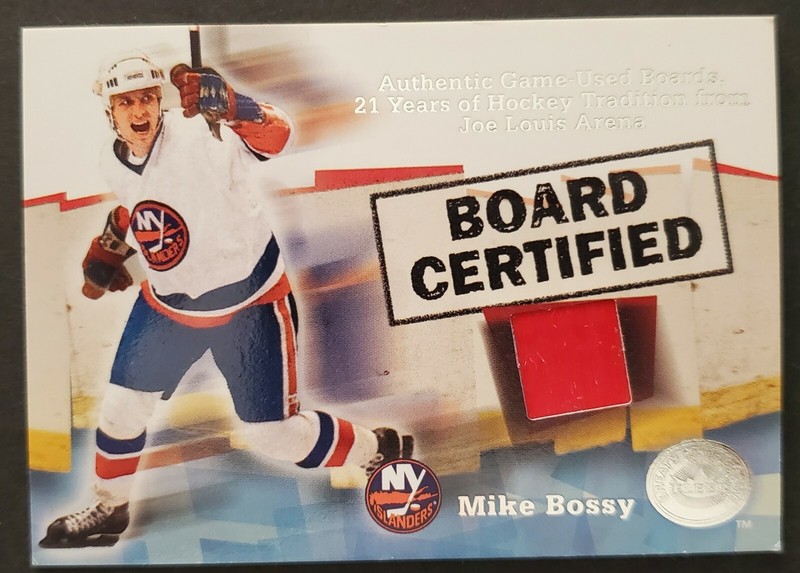 Authentic Game-Used Boards.
21 Years of Hockey Tradition from
Joe Louis Arena
BOARD
CERTIFIED
NY
ISLANDERS
NY
ISLANDERS
Mike Bossy
FLEER
TM